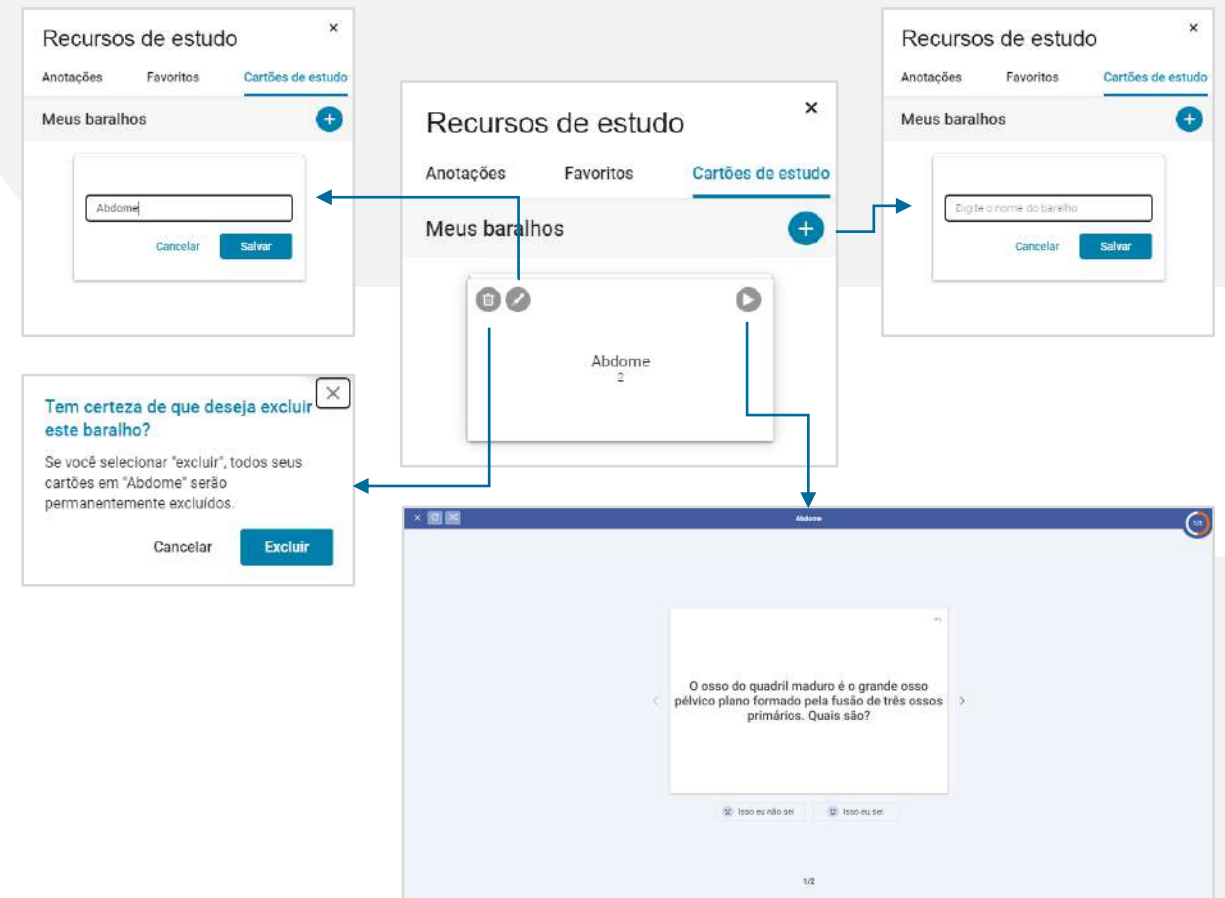 Recursos de estudo
Anotações Favoritos Cartões de estudo
Meus baralhos
Abdome
Cancelar Salvar
Recursos de estudo
Anotações Favoritos Cartões de estudo
Meus baralhos
Abdome
2
Recursos de estudo
Anotações Favoritos Cartões de estudo
Meus baralhos
Digite o nome do baralho
Cancelar Salvar
Tem certeza de que deseja excluir
este baralho?
Se você selecionar "excluir", todos seus
cartões em "Abdome" serão
permanentemente excluídos.
Cancelar Excluir
Abdome
1/2
O osso do quadril maduro é o grande osso
pélvico plano formado pela fusão de três ossos
primários. Quais são?
Isso eu não sei Isso eu sei
1/2